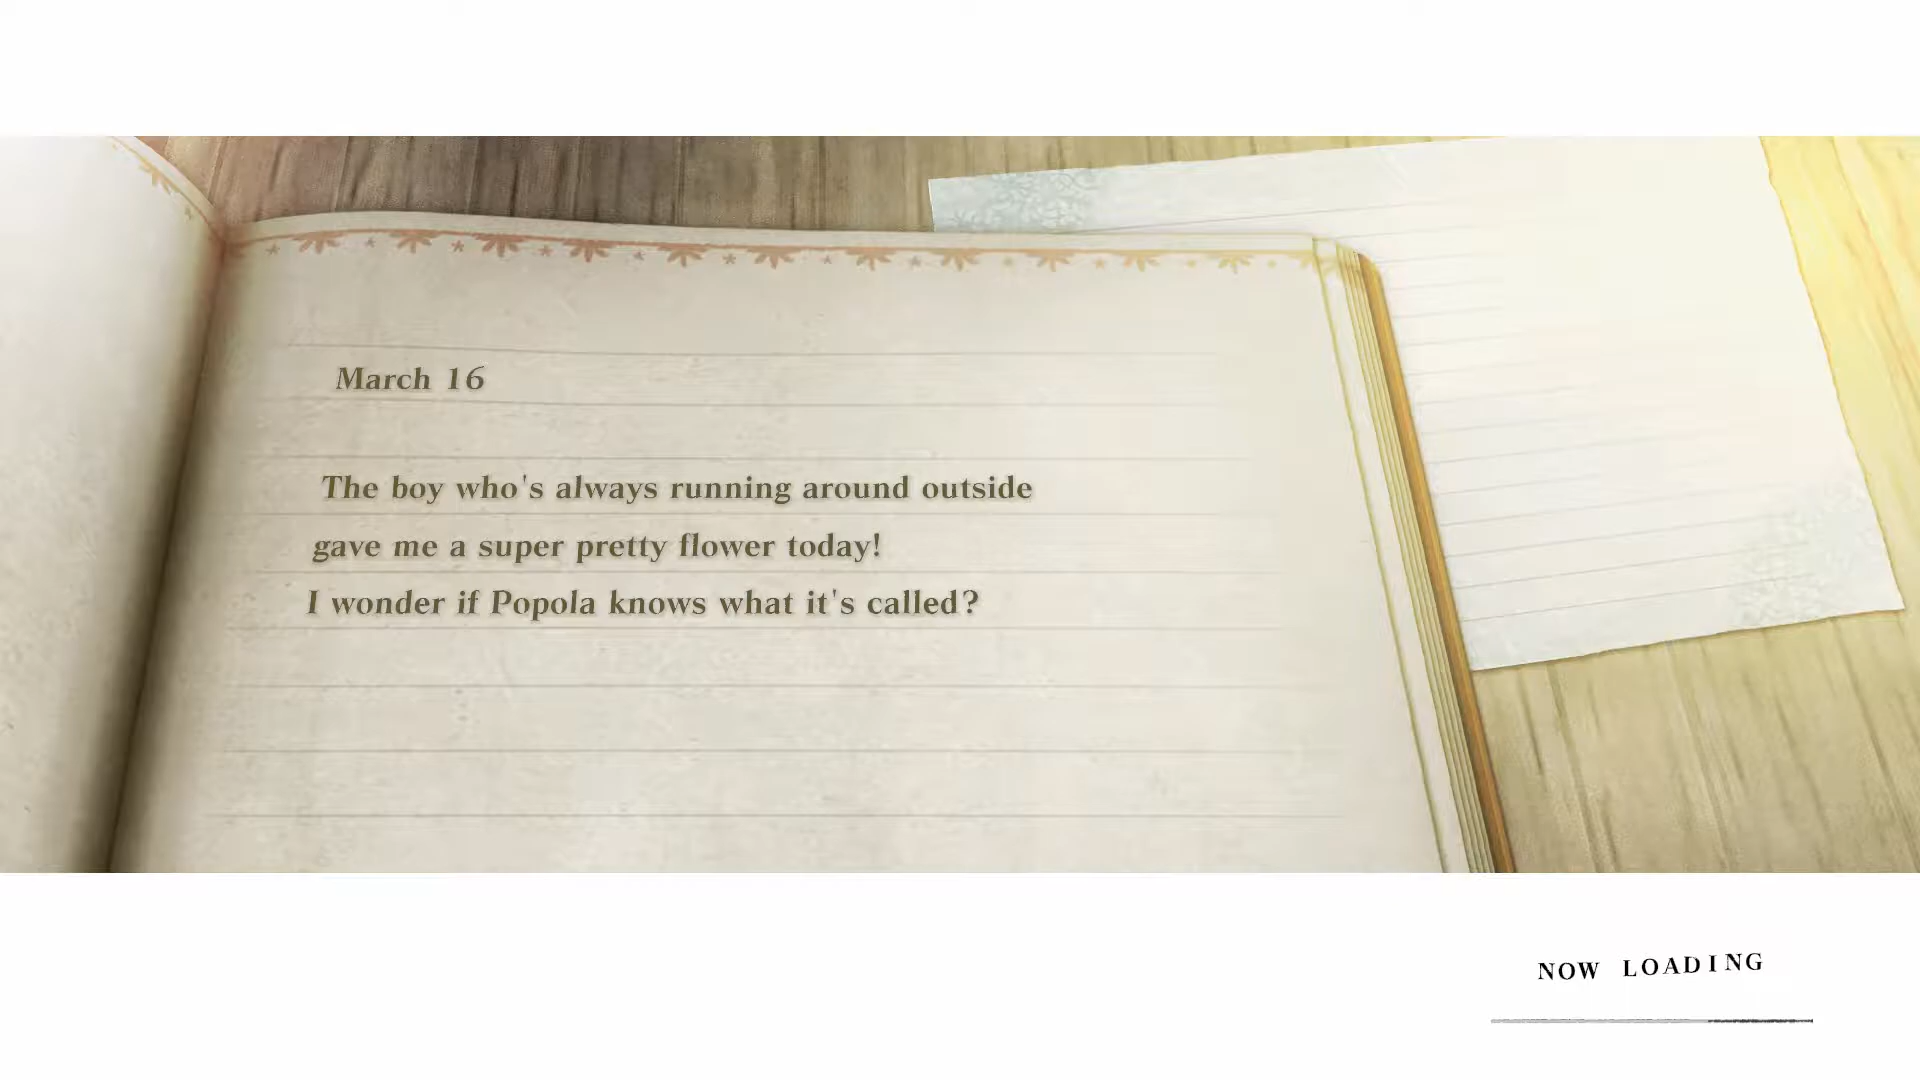 March 16
The boy who's always running around outside
gave me a super pretty flower today!
I wonder if Popola knows what it's called?
NOW LOADING